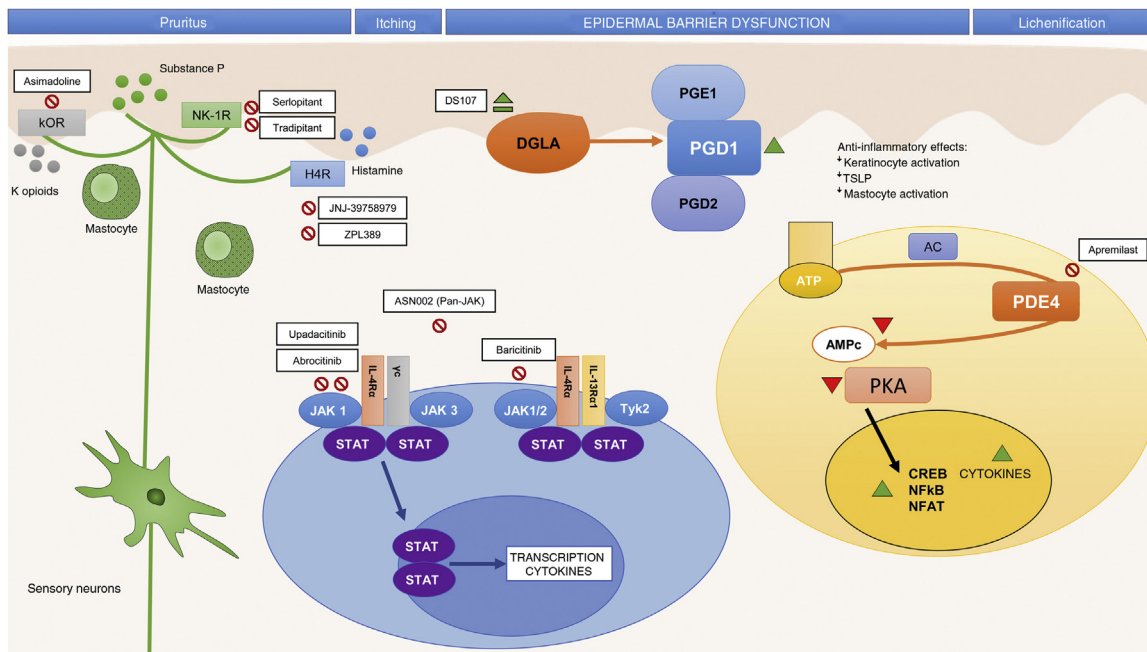 Pruritus
Itching
EPIDERMAL BARRIER DYSFUNCTION
Lichenification
Asimadoline
kOR
K opioids
Substance P
NK-1R
Serlopitant
Tradipitant
Histamine
H4R
JNJ-39758979
ZPL389
Mastocyte
Mastocyte
Sensory neurons
DS107
DGLA
PGE1
PGD1
PGD2
Anti-inflammatory effects:
Keratinocyte activation
TSLP
Mastocyte activation
ASN002 (Pan-JAK)
Upadacitinib
Abrocitinib
JAK 1
IL-4Rα
γc
JAK 3
STAT
STAT
Baricitinib
JAK1/2
IL-4Rα
IL-13Rα1
Tyk2
STAT
STAT
STAT
STAT
TRANSCRIPTION
CYTOKINES
ATP
AC
Apremilast
PDE4
AMPc
PKA
CREB
NFkB
NFAT
CYTOKINES